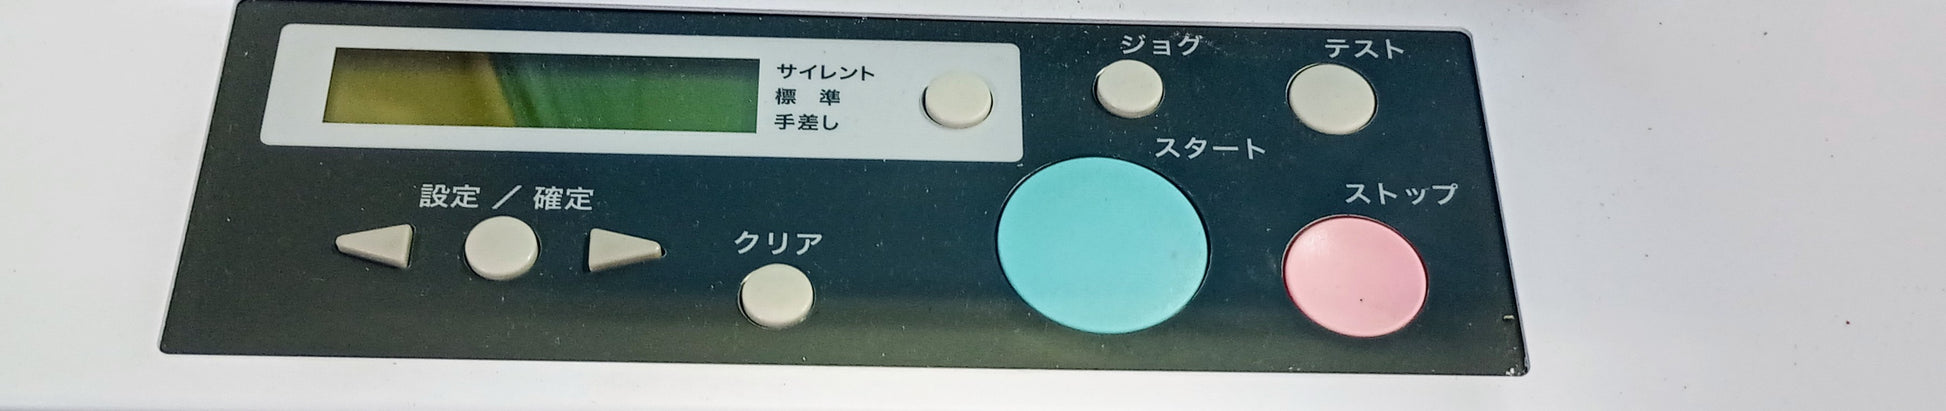 サイレント
標　準
手差し
ジョグ
テスト
スタート
ストップ
設定 ／ 確定
クリア